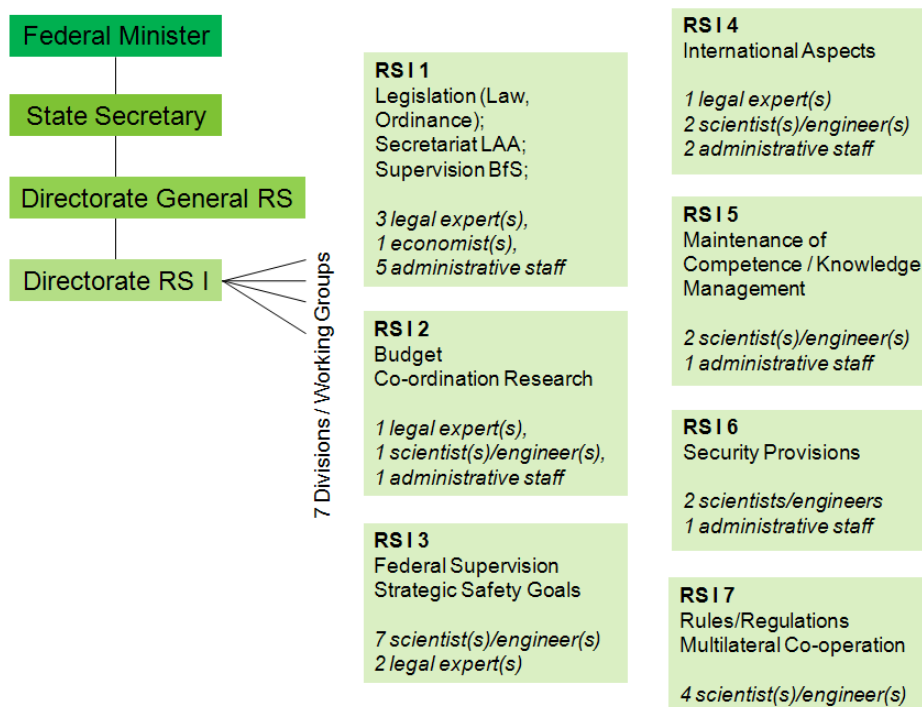 Federal Minister
State Secretary
Directorate General RS
Directorate RS I
7 Divisions / Working Groups
RS I 1
Legislation (Law,
Ordinance);
Secretariat LAA;
Supervision BfS;
3 legal expert(s),
1 economist(s),
5 administrative staff
RS I 2
Budget
Co-ordination Research
1 legal expert(s),
1 scientist(s)/engineer(s),
1 administrative staff
RS I 3
Federal Supervision
Strategic Safety Goals
7 scientist(s)/engineer(s)
2 legal expert(s)
RS I 4
International Aspects
1 legal expert(s)
2 scientist(s)/engineer(s)
2 administrative staff
RS I 5
Maintenance of
Competence / Knowledge
Management
2 scientist(s)/engineer(s)
1 administrative staff
RS I 6
Security Provisions
2 scientists/engineers
1 administrative staff
RS I 7
Rules/Regulations
Multilateral Co-operation
4 scientist(s)/engineer(s)